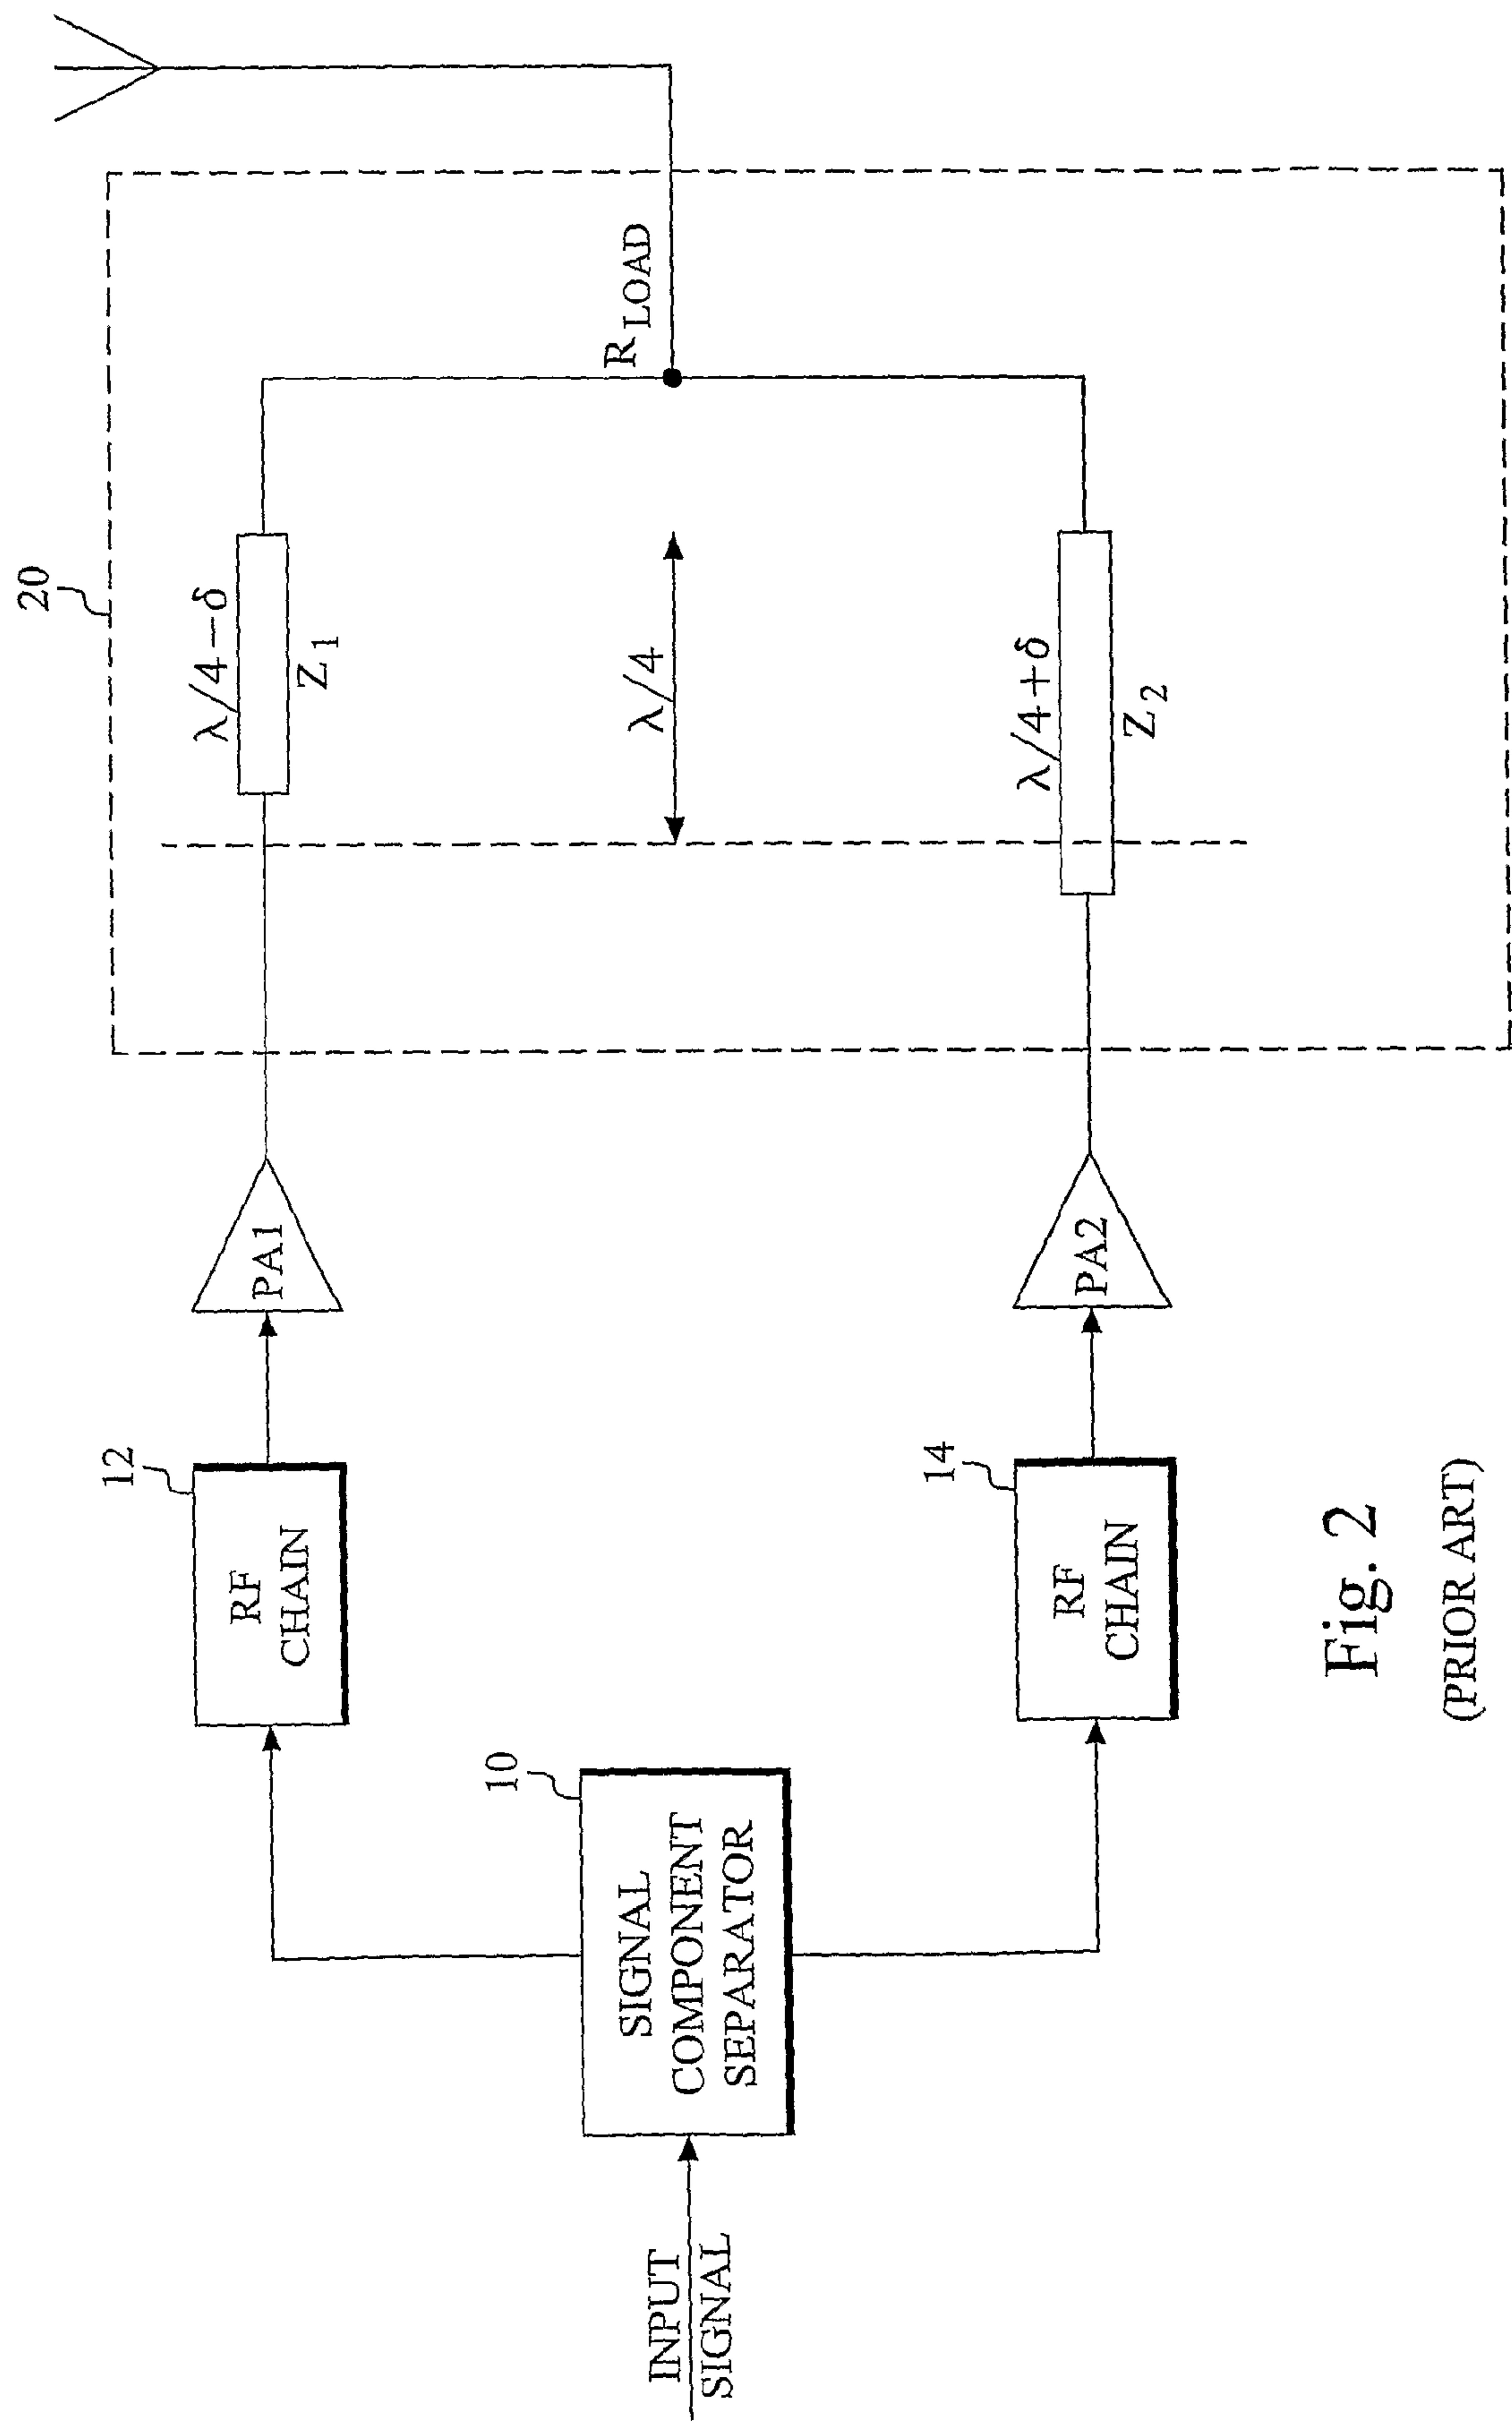 20
λ/4−δ
Z1
RLOAD
λ/4
λ/4+δ
Z2
PA1
PA2
12
RF
CHAIN
14
RF
CHAIN
10
SIGNAL
COMPONENT
SEPARATOR
INPUT
SIGNAL
Fig. 2
(PRIOR ART)